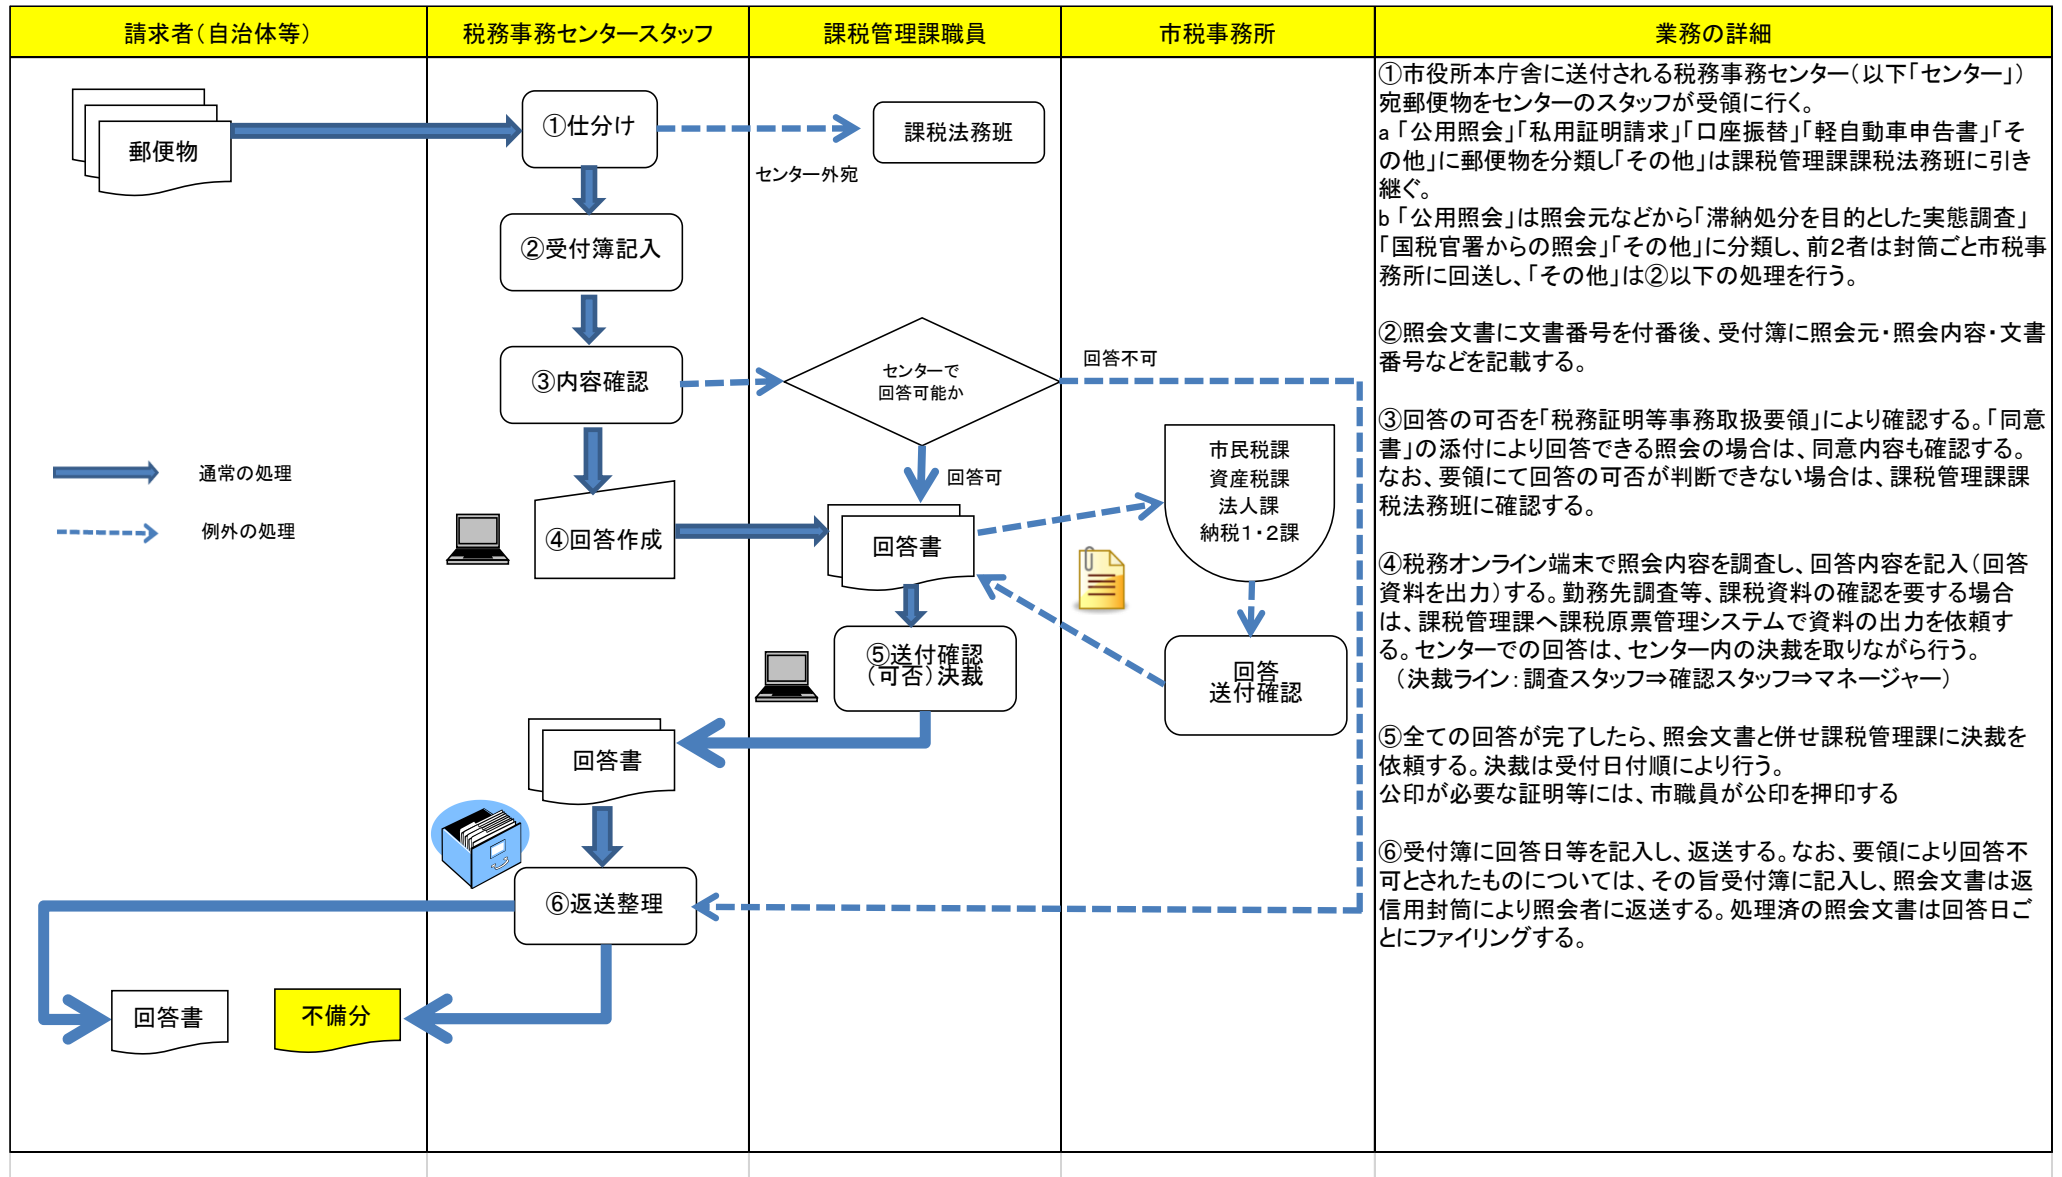 請求者（自治体等）
税務事務センタースタッフ
課税管理課職員
市税事務所
業務の詳細
郵便物
①仕分け
課税法務班
センター外宛
②受付簿記入
③内容確認
センターで
回答可能か
回答不可
回答可
通常の処理
例外の処理
④回答作成
回答書
市民税課
資産税課
法人課
納税１・２課
⑤送付確認
（可否）決裁
回答
送付確認
回答書
⑥返送整理
回答書
不備分
①市役所本庁舎に送付される税務事務センター（以下「センター」）
宛郵便物をセンターのスタッフが受領に行く。
a 「公用照会」「私用証明請求」「口座振替」「軽自動車申告書」「そ
の他」に郵便物を分類し「その他」は課税管理課課税法務班に引き
継ぐ。
b 「公用照会」は照会元などから「滞納処分を目的とした実態調査」
「国税官署からの照会」「その他」に分類し、前２者は封筒ごと市税事
務所に回送し、「その他」は②以下の処理を行う。
②照会文書に文書番号を付番後、受付簿に照会元・照会内容・文書
番号などを記載する。
③回答の可否を「税務証明等事務取扱要領」により確認する。「同意
書」の添付により回答できる照会の場合は、同意内容も確認する。
なお、要領にて回答の可否が判断できない場合は、課税管理課課
税法務班に確認する。
④税務オンライン端末で照会内容を調査し、回答内容を記入（回答
資料を出力）する。勤務先調査等、課税資料の確認を要する場合
は、課税管理課へ課税原票管理システムで資料の出力を依頼す
る。センターでの回答は、センター内の決裁を取りながら行う。
（決裁ライン：調査スタッフ⇒確認スタッフ⇒マネージャー）
⑤全ての回答が完了したら、照会文書と併せ課税管理課に決裁を
依頼する。決裁は受付日付順により行う。
公印が必要な証明等には、市職員が公印を押印する
⑥受付簿に回答日等を記入し、返送する。なお、要領により回答不
可とされたものについては、その旨受付簿に記入し、照会文書は返
信用封筒により照会者に返送する。処理済の照会文書は回答日ご
とにファイリングする。